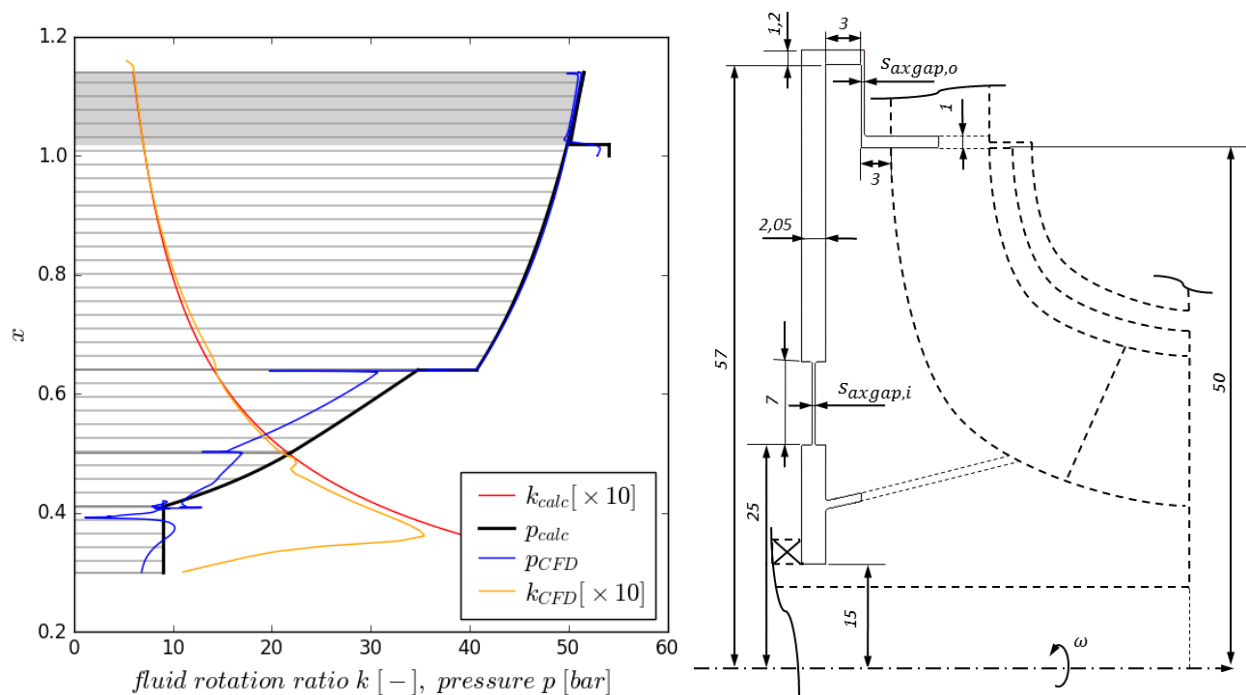 1.2
1.0
0.8
0.6
0.4
0.2
x
0 10 20 30 40 50 60
fluid rotation ratio k [−], pressure p [bar]
k_calc[×10]
p_calc
p_CFD
k_CFD[×10]
1,2
3
s_axgap,o
1
3
2,05
57
7
s_axgap,i
50
25
15
ω